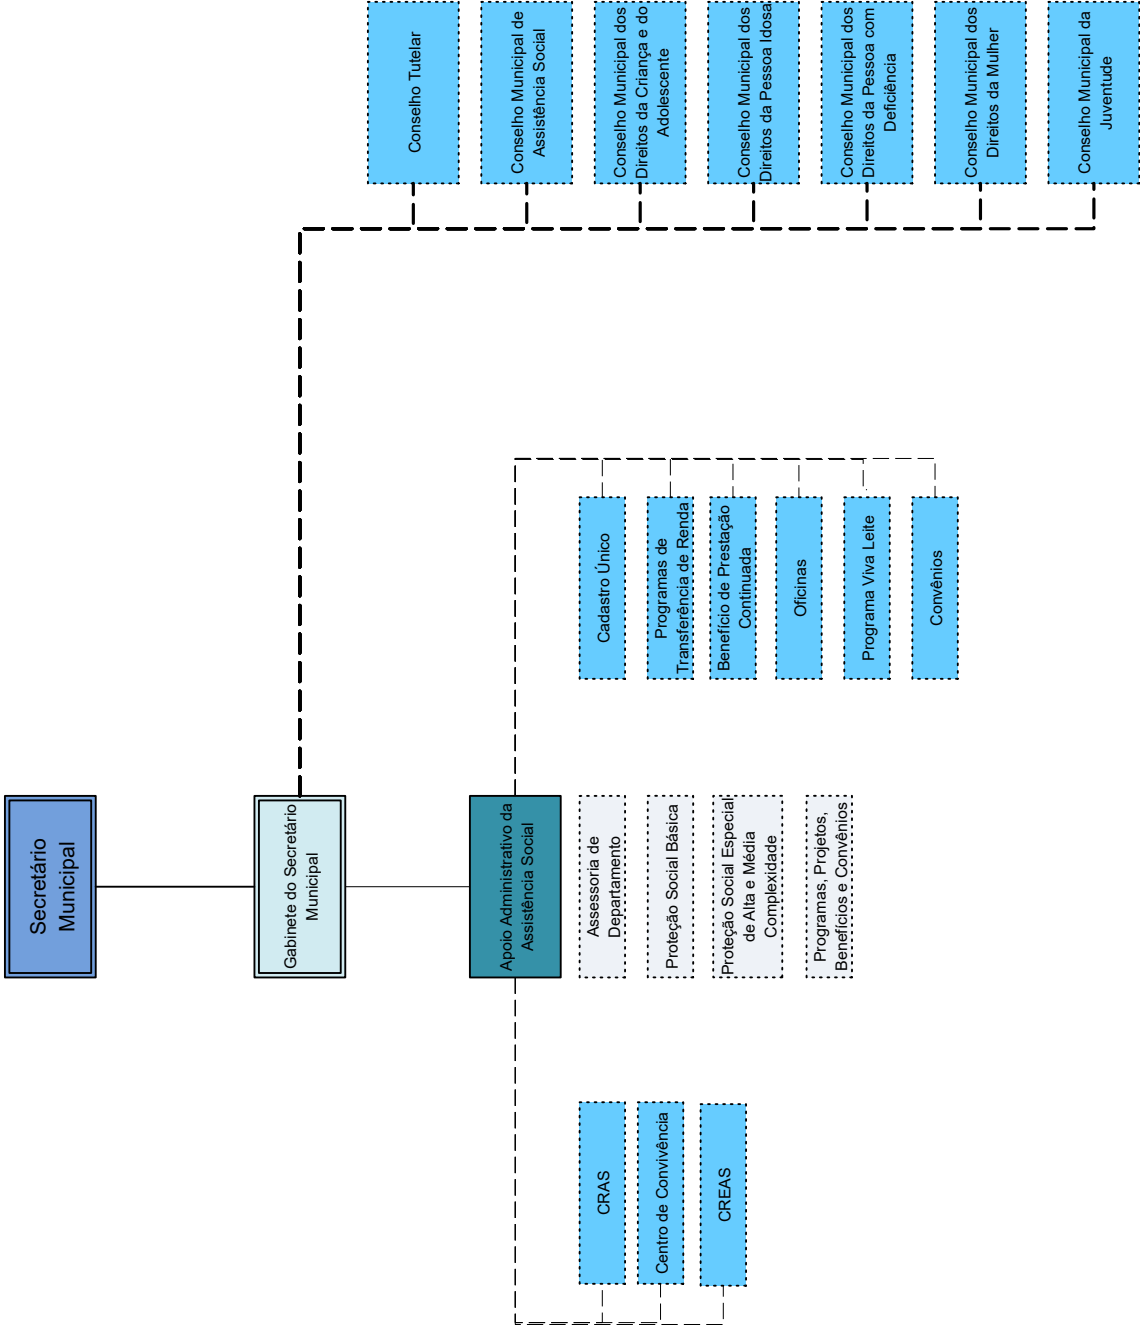 Secretário
Municipal
Gabinete do Secretário
Municipal
Conselho Tutelar
Conselho Municipal de
Assistência Social
Conselho Municipal dos
Direitos da Criança e do
Adolescente
Conselho Municipal dos
Direitos da Pessoa Idosa
Conselho Municipal dos
Direitos da Pessoa com
Deficiência
Conselho Municipal dos
Direitos da Mulher
Conselho Municipal da
Juventude
Apoio Administrativo da
Assistência Social
CRAS
Centro de Convivência
CREAS
Assessoria de
Departamento
Proteção Social Básica
Proteção Social Especial
de Alta e Média
Complexidade
Programas, Projetos,
Benefícios e Convênios
Cadastro Único
Programas de
Transferência de Renda
Benefício de Prestação
Continuada
Oficinas
Programa Viva Leite
Convênios